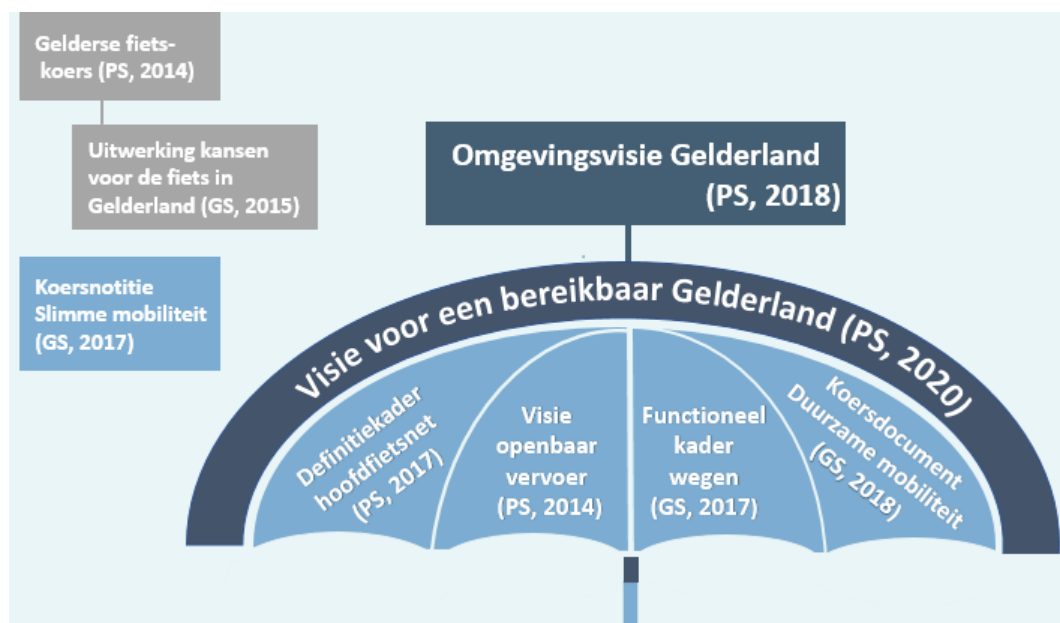 Gelderse fiets-
koers (PS, 2014)
Uitwerking kansen
voor de fiets in
Gelderland (GS, 2015)
Koersnotitie
Slimme mobiliteit
(GS, 2017)
Omgevingsvisie Gelderland
(PS, 2018)
Visie voor een bereikbaar Gelderland (PS, 2020)
Definitiekader
hoofdfietsnet
(PS, 2017)
Visie
openbaar
vervoer
(PS, 2014)
Functioneel
kader
wegen
(GS, 2017)
Koersdocument
Duurzame mobiliteit
(GS, 2018)